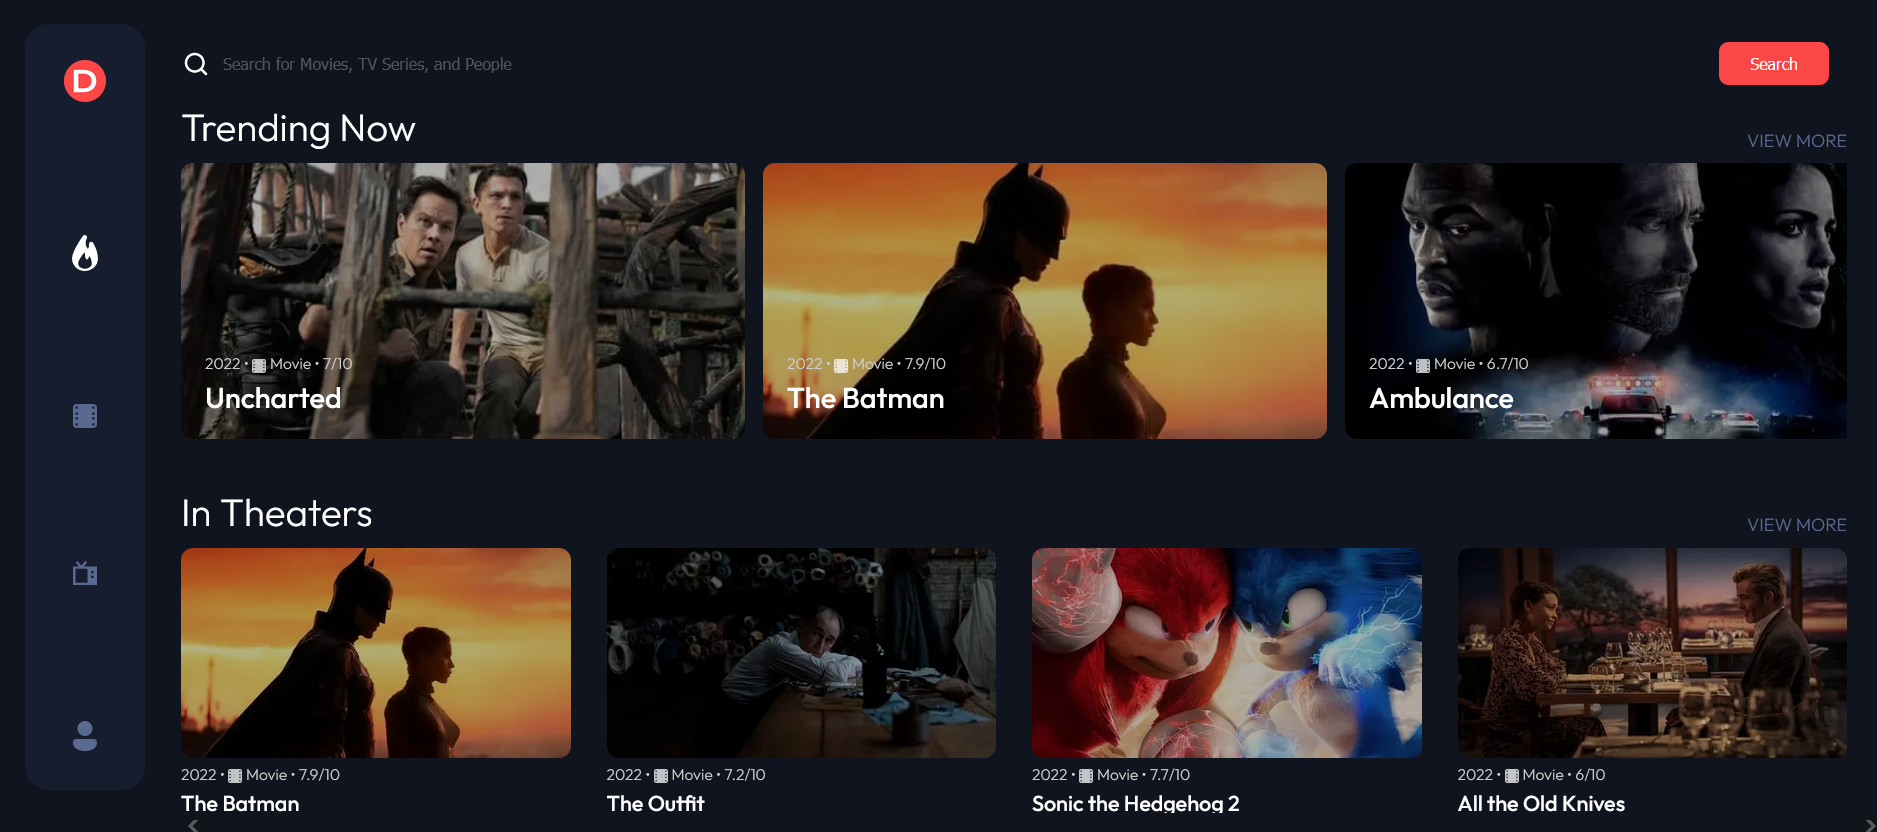 D
Search for Movies, TV Series, and People
Search
Trending Now
VIEW MORE
2022 • Movie • 7/10
Uncharted
2022 • Movie • 7.9/10
The Batman
2022 • Movie • 6.7/10
Ambulance
In Theaters
VIEW MORE
2022 • Movie • 7.9/10
The Batman
2022 • Movie • 7.2/10
The Outfit
2022 • Movie • 7.7/10
Sonic the Hedgehog 2
2022 • Movie • 6/10
All the Old Knives